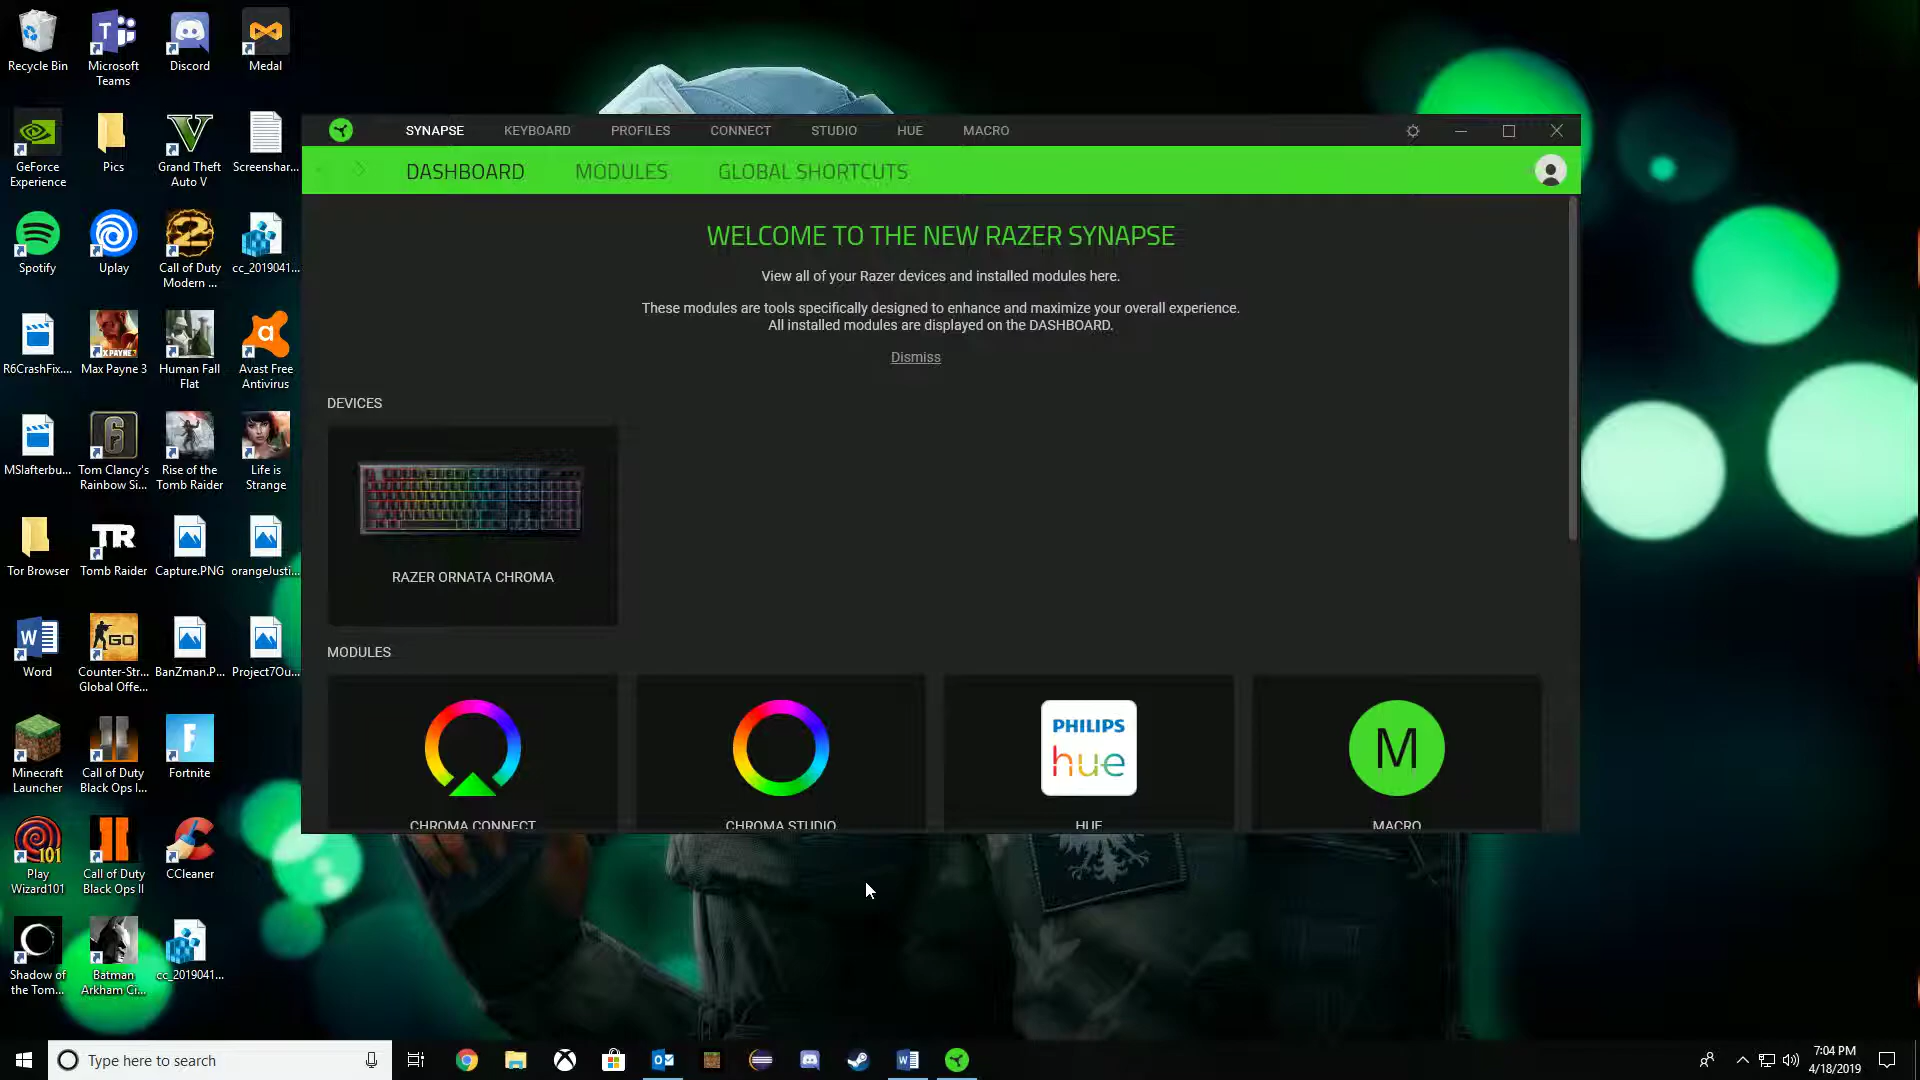 Recycle Bin
Microsoft
Teams
Discord
Medal
GeForce
Experience
Pics
Grand Theft
Auto V
Screenshar...
Spotify
Uplay
Call of Duty
Modern ...
cc_2019041...
R6CrashFix....
Max Payne 3
Human Fall
Flat
Avast Free
Antivirus
MSIafterbu...
Tom Clancy's
Rainbow Si...
Rise of the
Tomb Raider
Life is
Strange
Tor Browser
Tomb Raider
Capture.PNG
orangeJusti...
Word
Counter-Str...
Global Offe...
BanZman.P...
Project7Ou...
Minecraft
Launcher
Call of Duty
Black Ops I...
Fortnite
Play
Wizard101
Call of Duty
Black Ops II
CCleaner
Shadow of
the Tom...
Batman
Arkham Ci...
cc_2019041...
SYNAPSE KEYBOARD PROFILES CONNECT STUDIO HUE MACRO
DASHBOARD MODULES GLOBAL SHORTCUTS
WELCOME TO THE NEW RAZER SYNAPSE
View all of your Razer devices and installed modules here.
These modules are tools specifically designed to enhance and maximize your overall experience.
All installed modules are displayed on the DASHBOARD.
Dismiss
DEVICES
RAZER ORNATA CHROMA
MODULES
PHILIPS
hue
M
CHROMA CONNECT
CHROMA STUDIO
HUE
MACRO
Type here to search
7:04 PM
4/18/2019